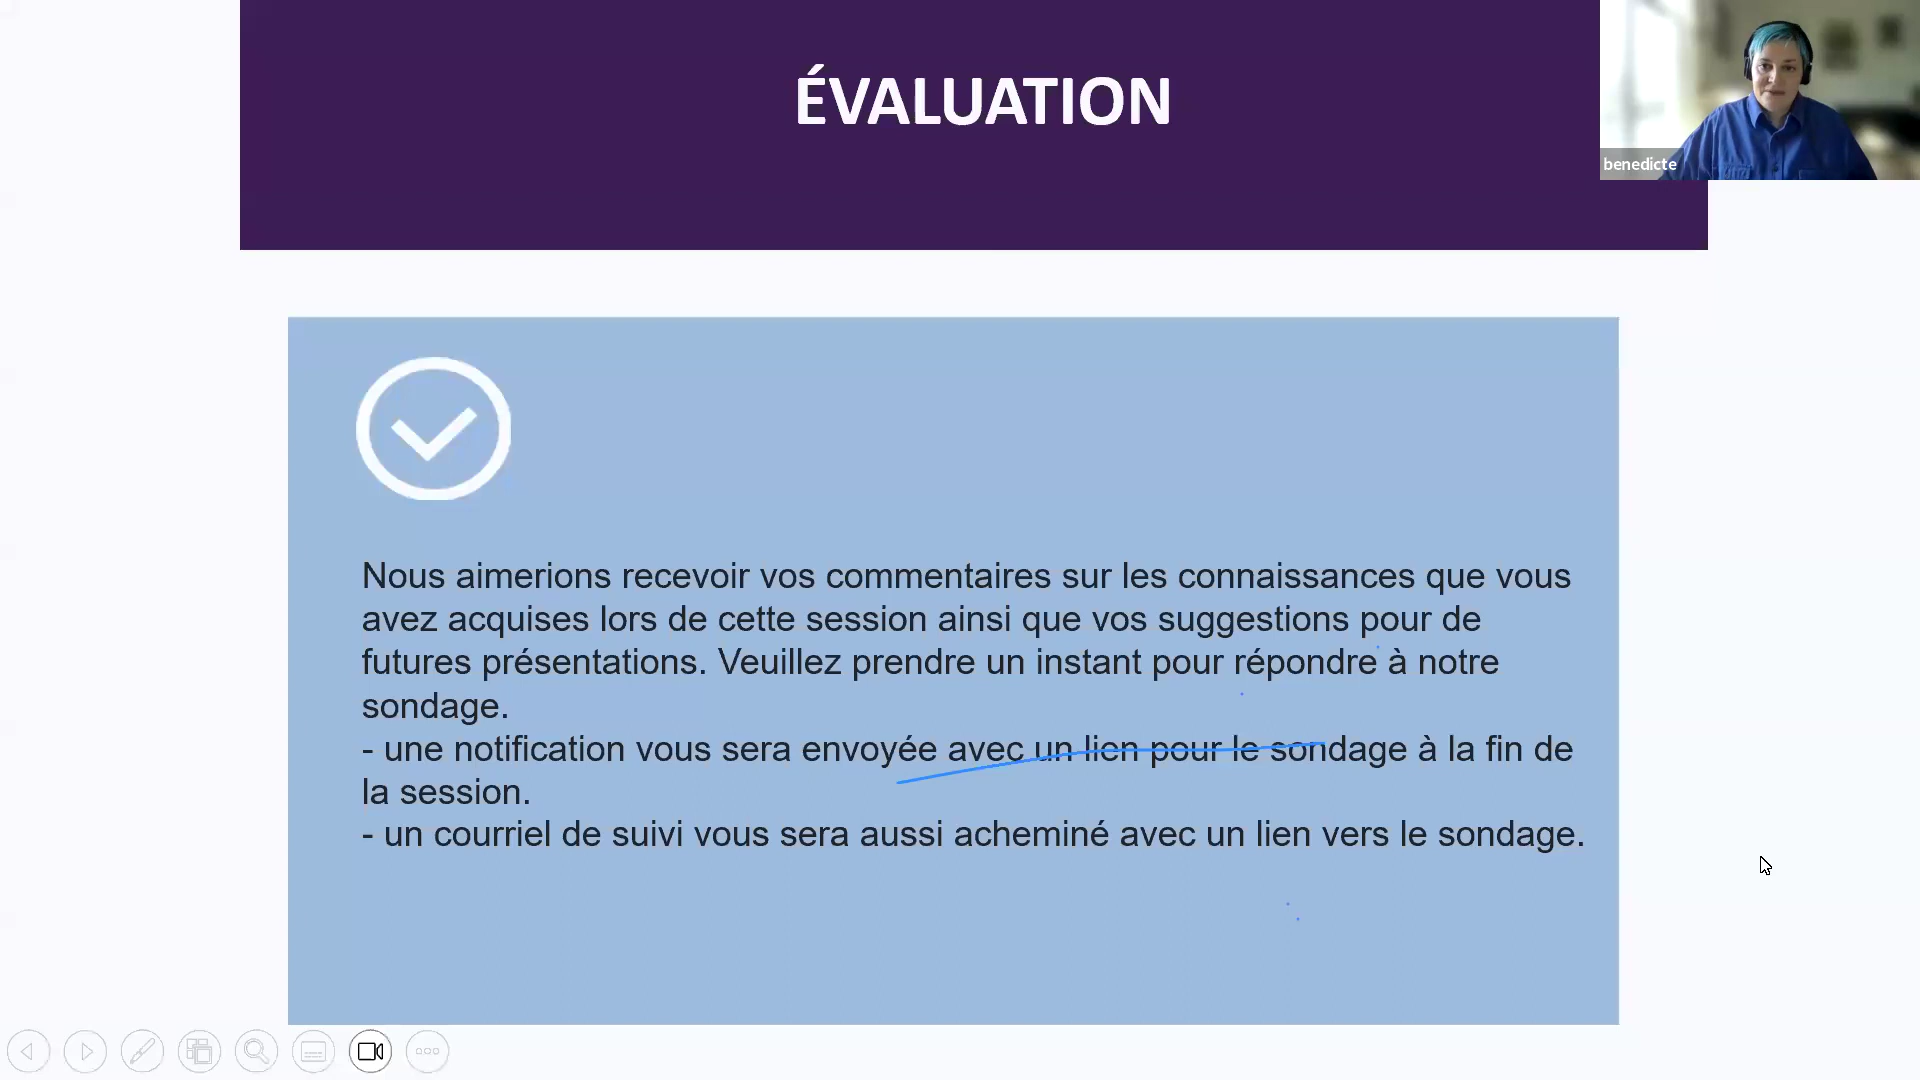 ÉVALUATION
benedicte
Nous aimerions recevoir vos commentaires sur les connaissances que vous
avez acquises lors de cette session ainsi que vos suggestions pour de
futures présentations. Veuillez prendre un instant pour répondre à notre
sondage.
- une notification vous sera envoyée avec un lien pour le sondage à la fin de
la session.
- un courriel de suivi vous sera aussi acheminé avec un lien vers le sondage.